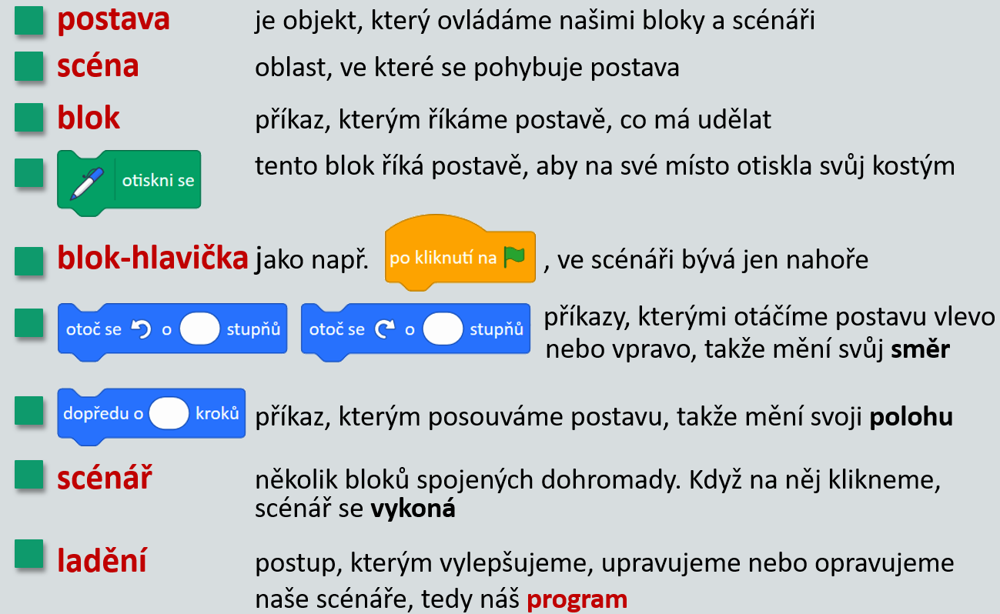 postava je objekt, který ovládáme našimi bloky a scénáři
scéna oblast, ve které se pohybuje postava
blok příkaz, kterým říkáme postavě, co má udělat
otiskni se tento blok říká postavě, aby na své místo otiskla svůj kostým
blok-hlavička jako např. po kliknutí na , ve scénáři bývá jen nahoře
otoč se o stupňů otoč se o stupňů příkazy, kterými otáčíme postavu vlevo
nebo vpravo, takže mění svůj směr
dopředu o kroků příkaz, kterým posouváme postavu, takže mění svoji polohu
scénář několik bloků spojených dohromady. Když na něj klikneme,
scénář se vykoná
ladění postup, kterým vylepšujeme, upravujeme nebo opravujeme
naše scénáře, tedy náš program